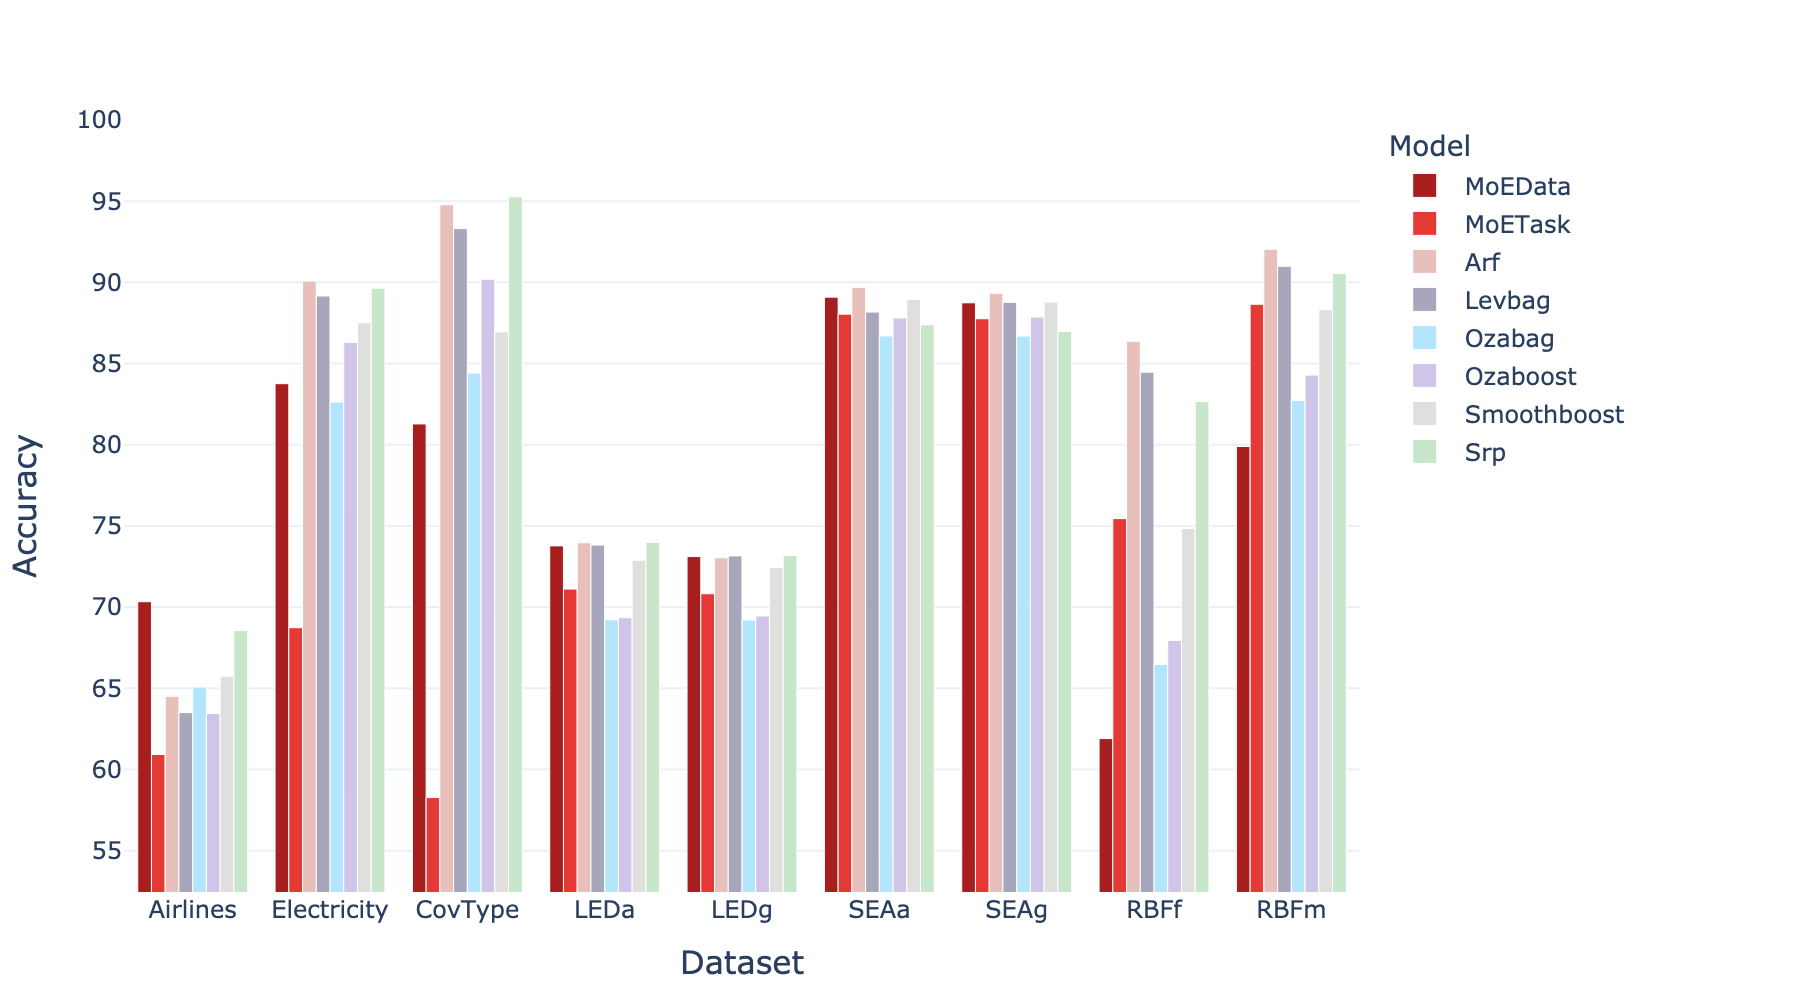 100
95
90
85
80
75
70
65
60
55
Accuracy
Airlines Electricity CovType LEDa LEDg SEAa SEAg RBFf RBFm
Dataset
Model
MoEData
MoETask
Arf
Levbag
Ozabag
Ozaboost
Smoothboost
Srp